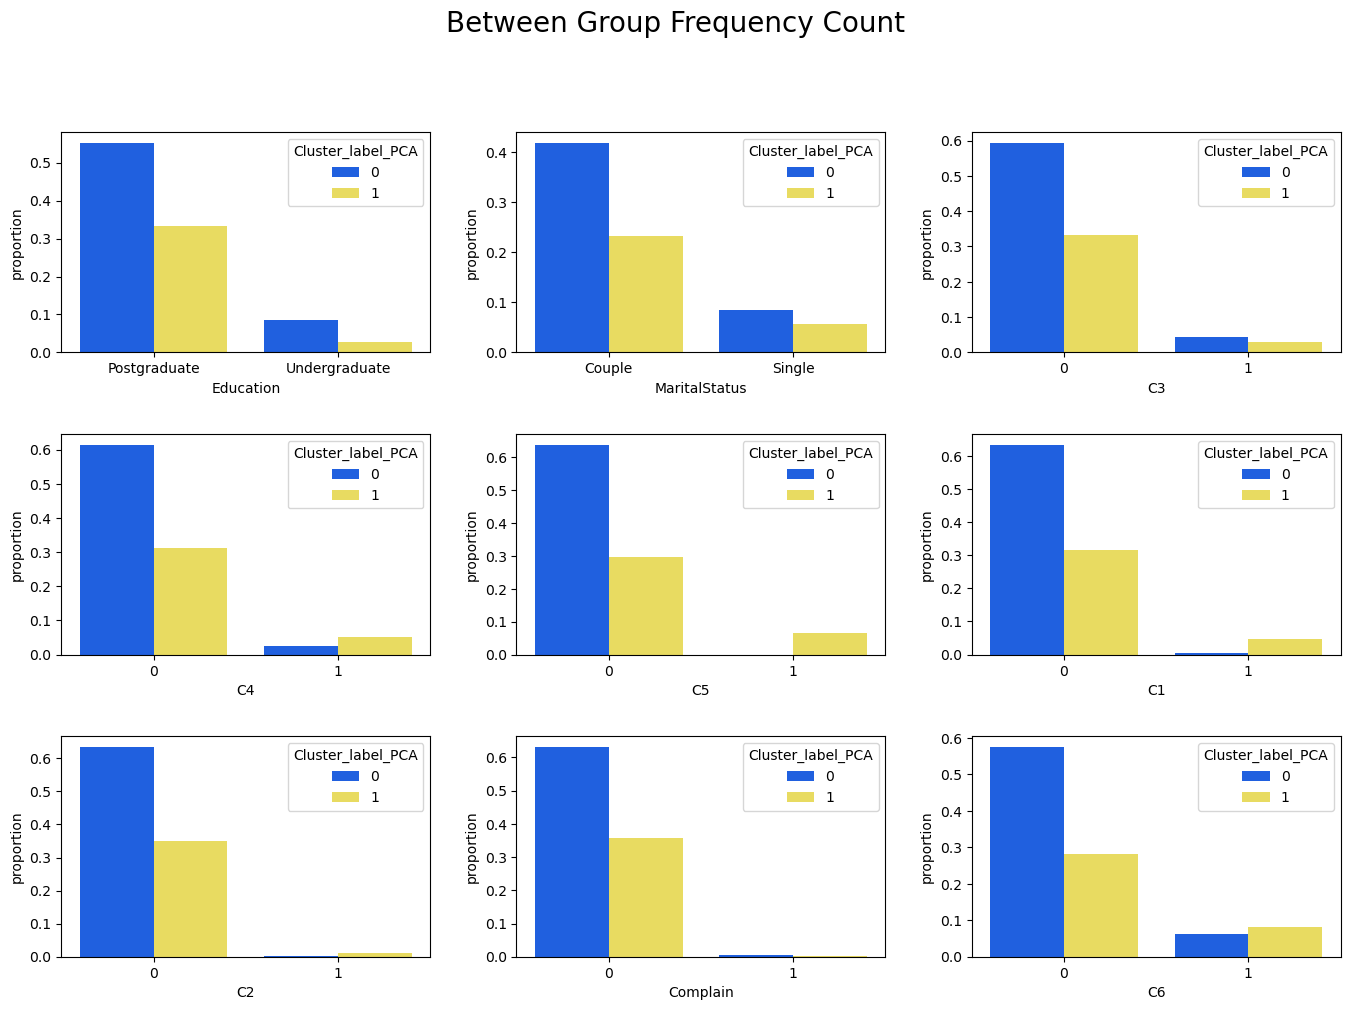 Between Group Frequency Count
Cluster_label_PCA
0
1
0.5
0.4
0.3
0.2
0.1
0.0
proportion
Postgraduate Undergraduate
Education
Cluster_label_PCA
0
1
0.4
0.3
0.2
0.1
0.0
proportion
Couple Single
MaritalStatus
Cluster_label_PCA
0
1
0.6
0.5
0.4
0.3
0.2
0.1
0.0
proportion
0 1
C3
Cluster_label_PCA
0
1
0.6
0.5
0.4
0.3
0.2
0.1
0.0
proportion
0 1
C4
Cluster_label_PCA
0
1
0.6
0.5
0.4
0.3
0.2
0.1
0.0
proportion
0 1
C5
Cluster_label_PCA
0
1
0.6
0.5
0.4
0.3
0.2
0.1
0.0
proportion
0 1
C1
Cluster_label_PCA
0
1
0.6
0.5
0.4
0.3
0.2
0.1
0.0
proportion
0 1
C2
Cluster_label_PCA
0
1
0.6
0.5
0.4
0.3
0.2
0.1
0.0
proportion
0 1
Complain
Cluster_label_PCA
0
1
0.6
0.5
0.4
0.3
0.2
0.1
0.0
proportion
0 1
C6